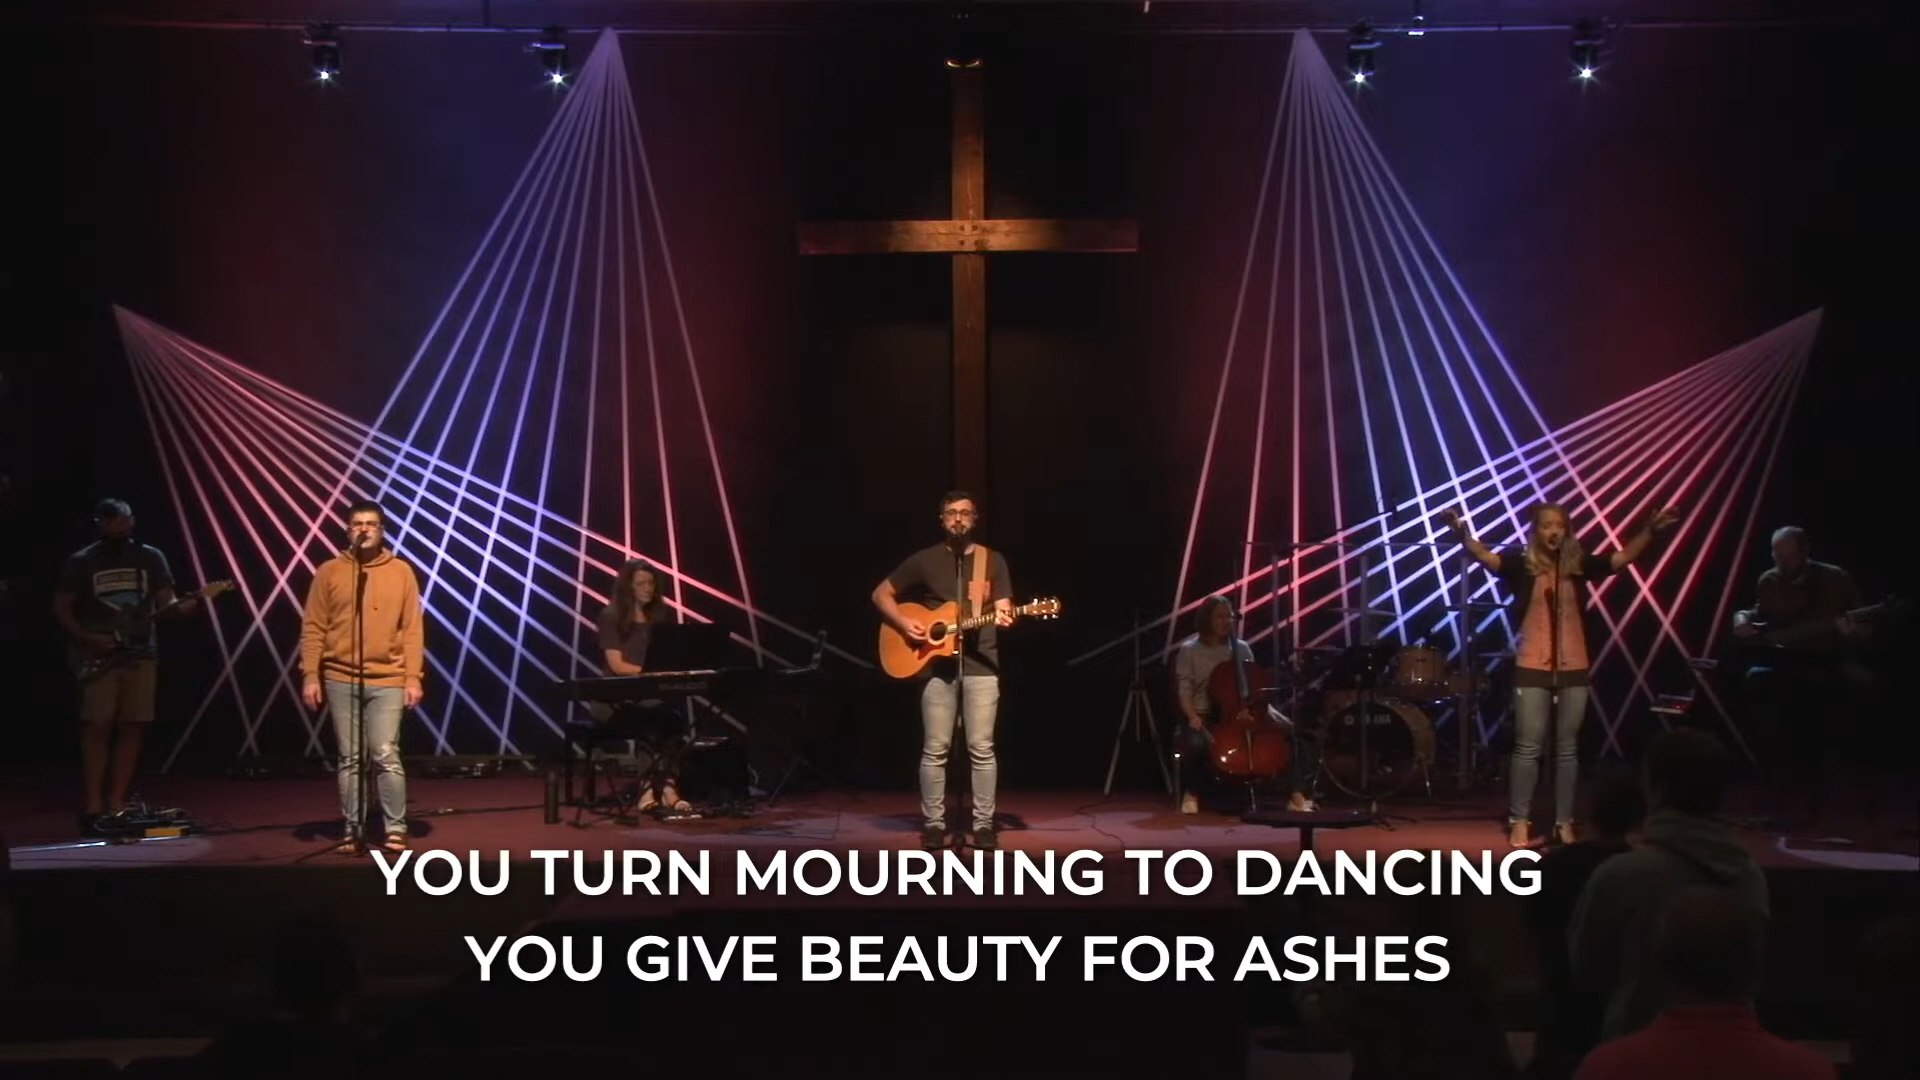 YOU TURN MOURNING TO DANCING
YOU GIVE BEAUTY FOR ASHES